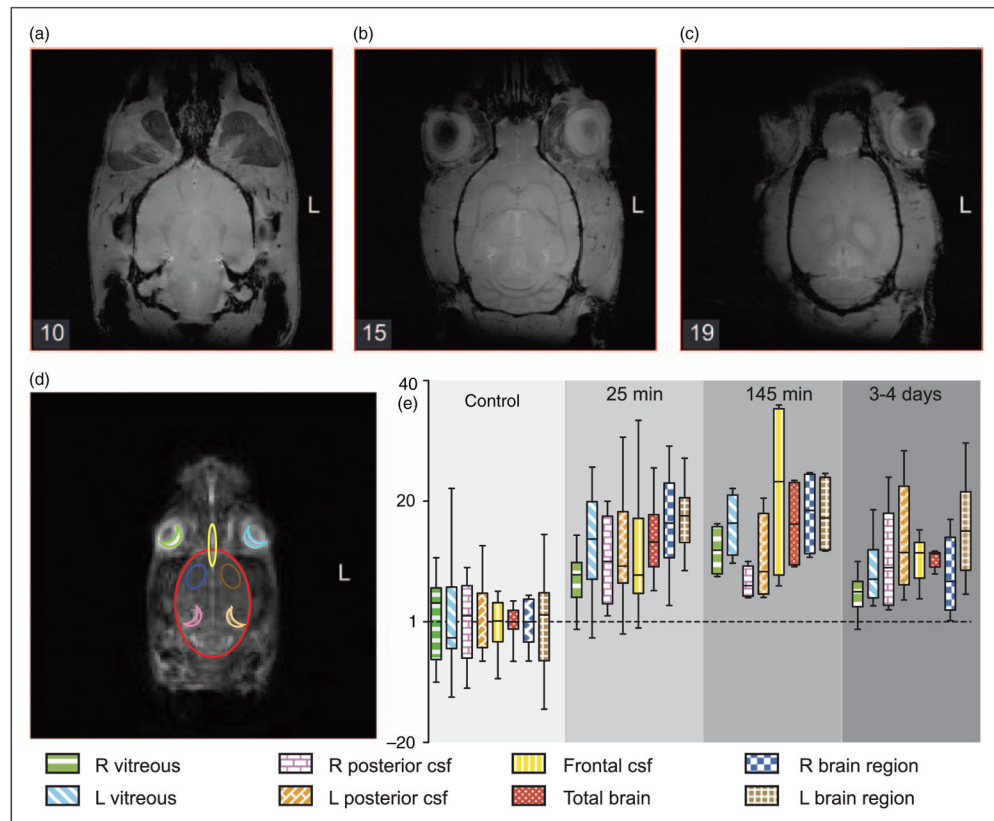 (a)
(b)
(c)
L
L
L
10
15
19
(d)
L
(e)
40
20
1
–20
Control
25 min
145 min
3-4 days
R vitreous
R posterior csf
Frontal csf
R brain region
L vitreous
L posterior csf
Total brain
L brain region